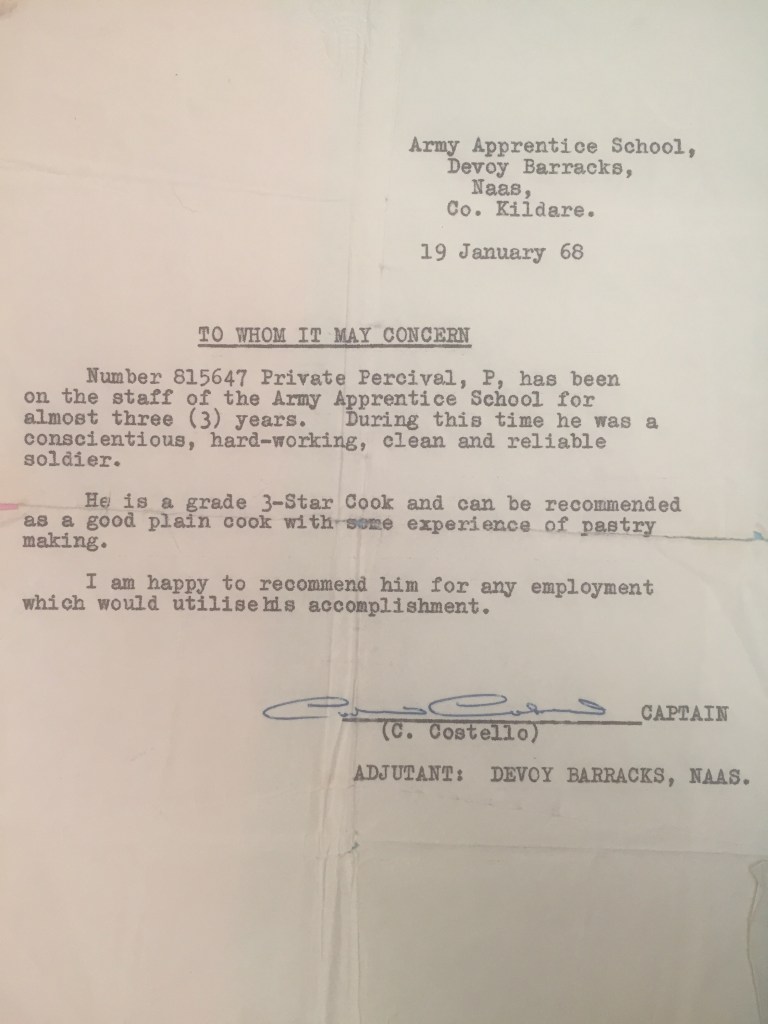 Army Apprentice School,
Devoy Barracks,
Naas,
Co. Kildare.
19 January 68
TO WHOM IT MAY CONCERN
Number 815647 Private Percival, P, has been
on the staff of the Army Apprentice School for
almost three (3) years. During this time he was a
conscientious, hard-working, clean and reliable
soldier.
He is a grade 3-Star Cook and can be recommended
as a good plain cook with some experience of pastry
making.
I am happy to recommend him for any employment
which would utilise his accomplishment.
CAPTAIN
(C. Costello)
ADJUTANT: DEVOY BARRACKS, NAAS.